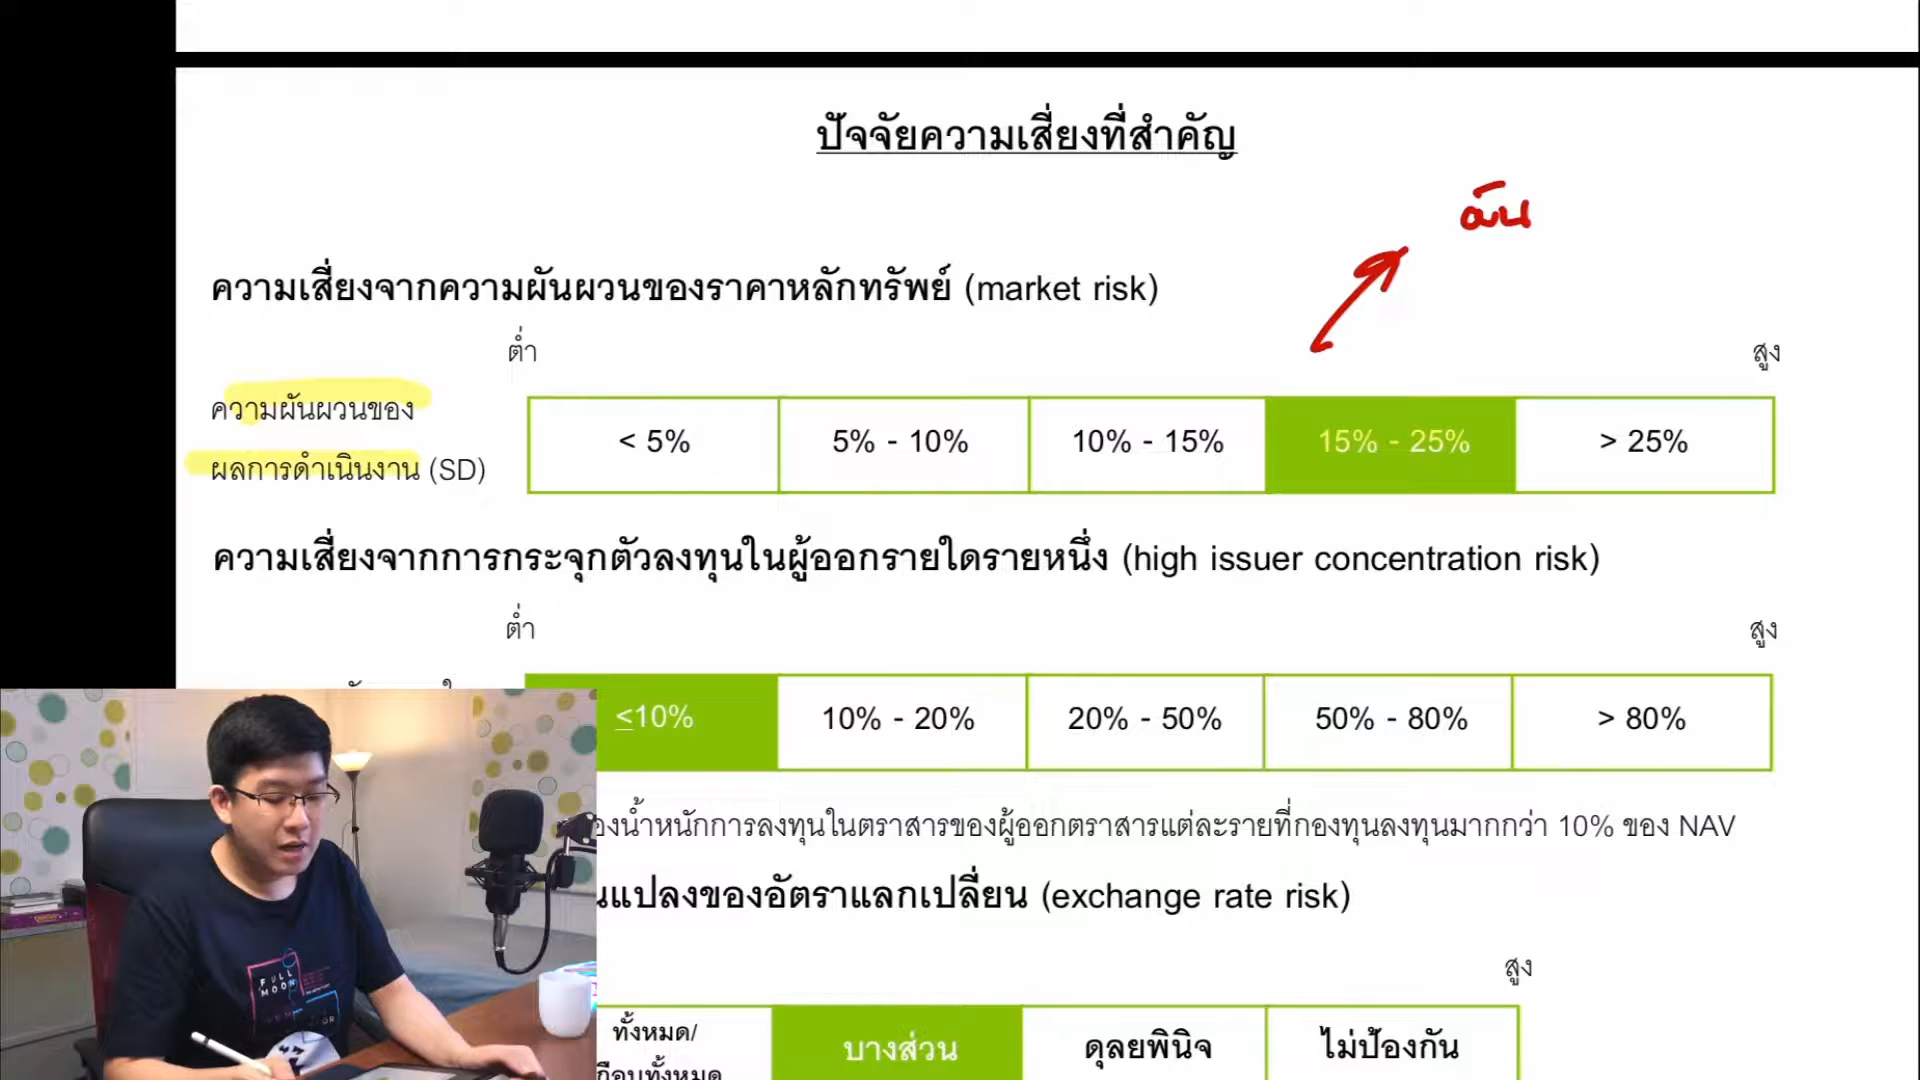 ปัจจัยความเสี่ยงที่สำคัญ
ผัน
ความเสี่ยงจากความผันผวนของราคาหลักทรัพย์ (market risk)
ต่ำ สูง
ความผันผวนของ
ผลการดำเนินงาน (SD)
< 5% 5% - 10% 10% - 15% 15% - 25% > 25%
ความเสี่ยงจากการกระจุกตัวลงทุนในผู้ออกรายใดรายหนึ่ง (high issuer concentration risk)
ต่ำ สูง
≤10% 10% - 20% 20% - 50% 50% - 80% > 80%
องน้ำหนักการลงทุนในตราสารของผู้ออกตราสารแต่ละรายที่กองทุนลงทุนมากกว่า 10% ของ NAV
นแปลงของอัตราแลกเปลี่ยน (exchange rate risk)
สูง
ทั้งหมด/ บางส่วน ดุลยพินิจ ไม่ป้องกัน
กือบทั้งหมด
FULL
MOON